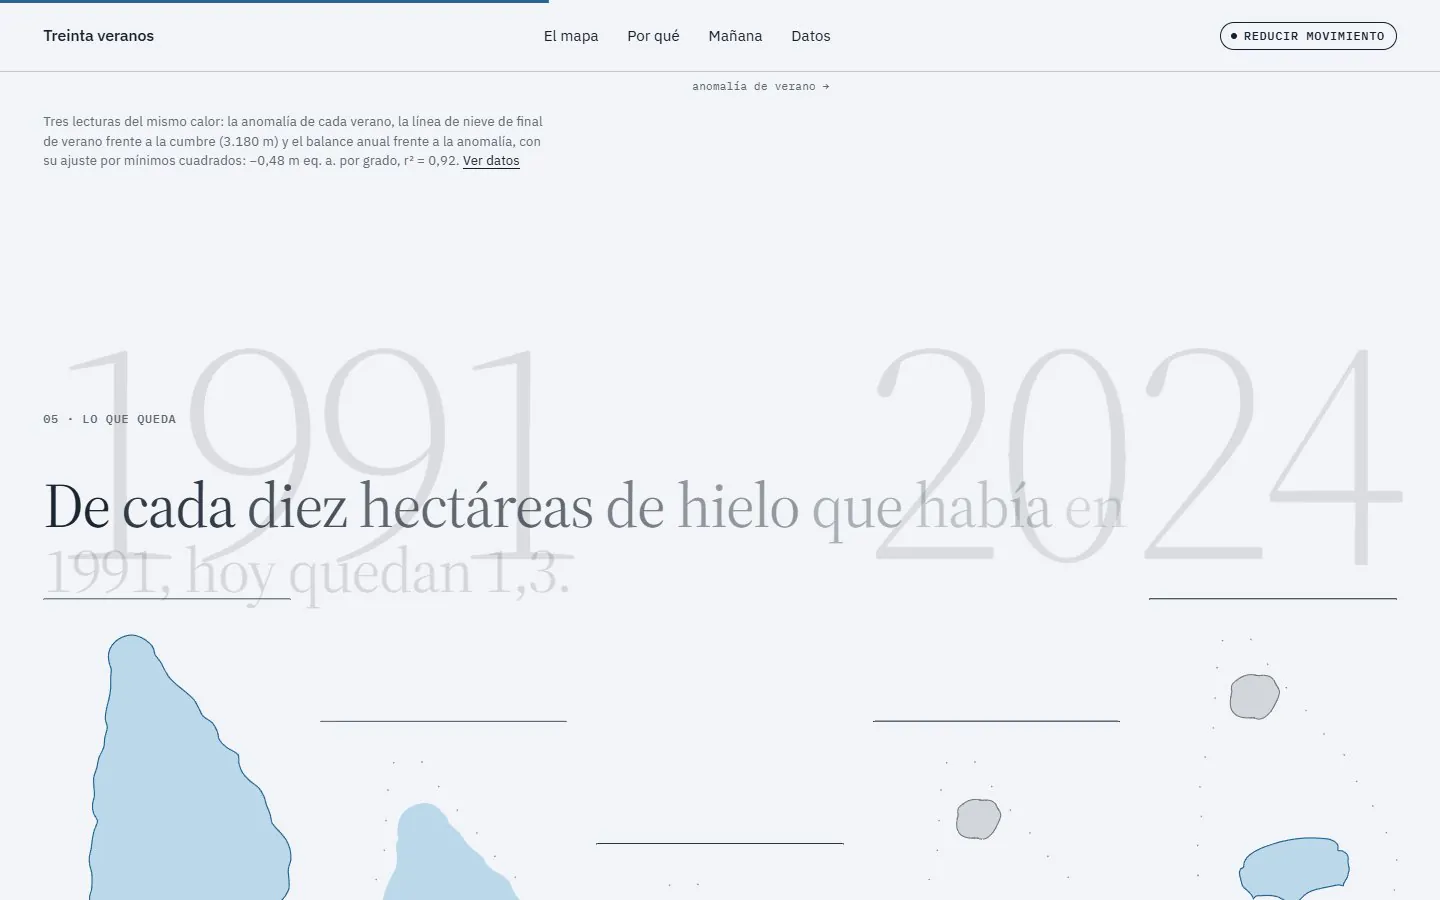 Treinta veranos
El mapa
Por qué
Mañana
Datos
REDUCIR MOVIMIENTO
anomalía de verano →
Tres lecturas del mismo calor: la anomalía de cada verano, la línea de nieve de final
de verano frente a la cumbre (3.180 m) y el balance anual frente a la anomalía, con
su ajuste por mínimos cuadrados: −0,48 m eq. a. por grado, r² = 0,92. Ver datos
1991
2024
05 · LO QUE QUEDA
De cada diez hectáreas de hielo que había en
1991, hoy quedan 1,3.